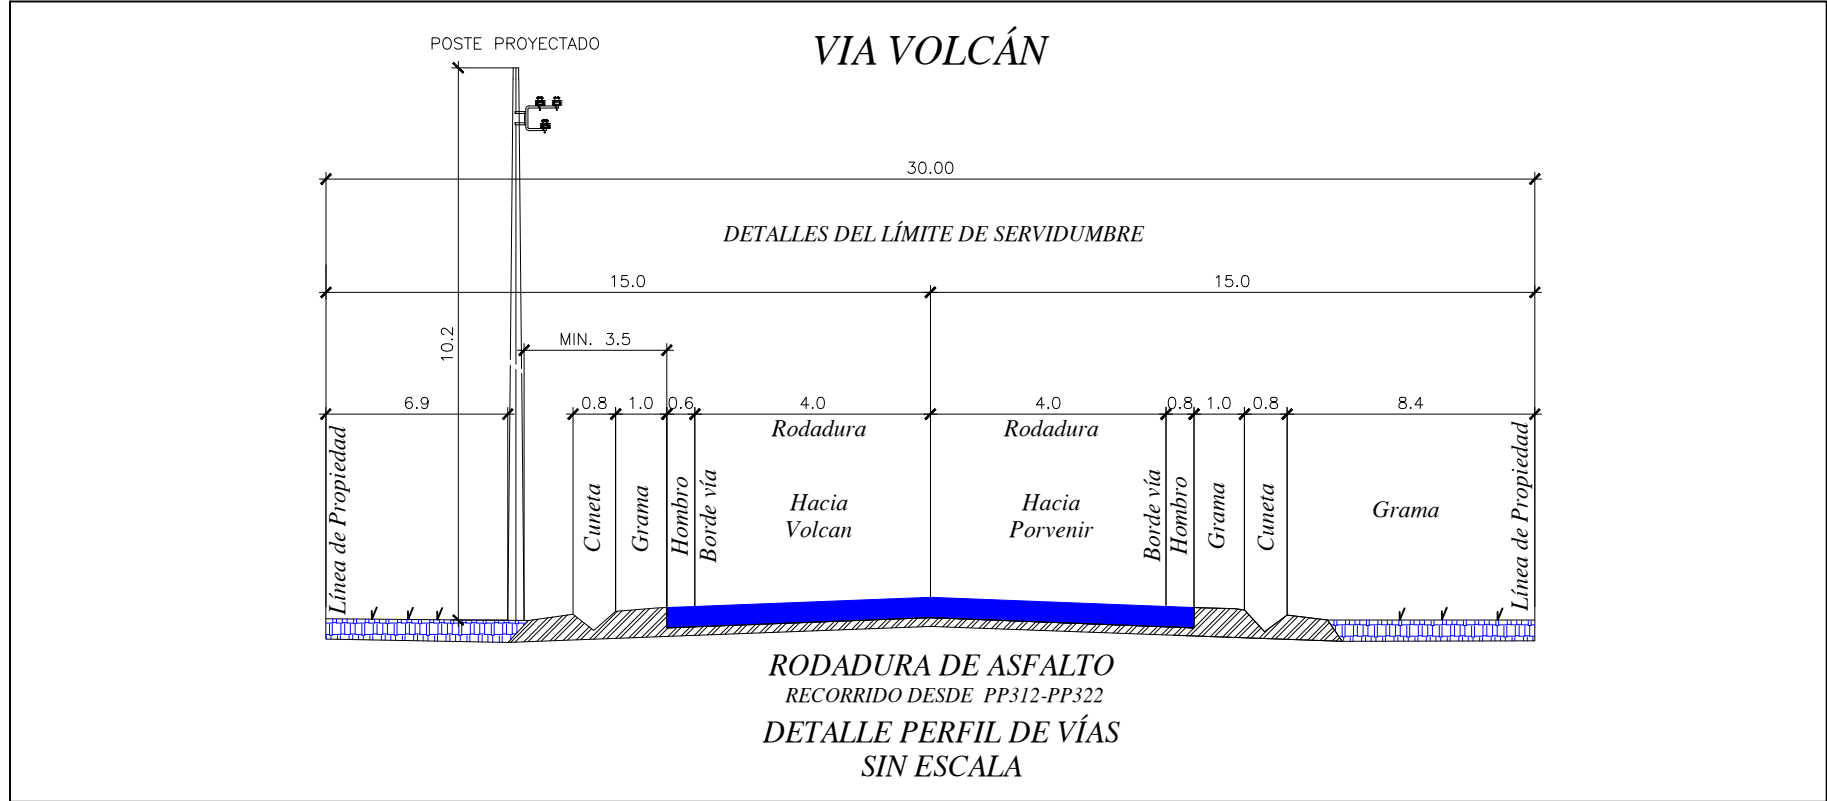 VIA VOLCÁN
POSTE PROYECTADO
30.00
DETALLES DEL LÍMITE DE SERVIDUMBRE
15.0
15.0
10.2
MIN. 3.5
6.9
0.8
1.0
0.6
4.0
4.0
0.8
1.0
0.8
8.4
Línea de Propiedad
Cuneta
Grama
Hombro
Borde vía
Rodadura
Hacia
Volcan
Rodadura
Hacia
Porvenir
Borde vía
Hombro
Grama
Cuneta
Grama
Línea de Propiedad
RODADURA DE ASFALTO
RECORRIDO DESDE PP312-PP322
DETALLE PERFIL DE VÍAS
SIN ESCALA